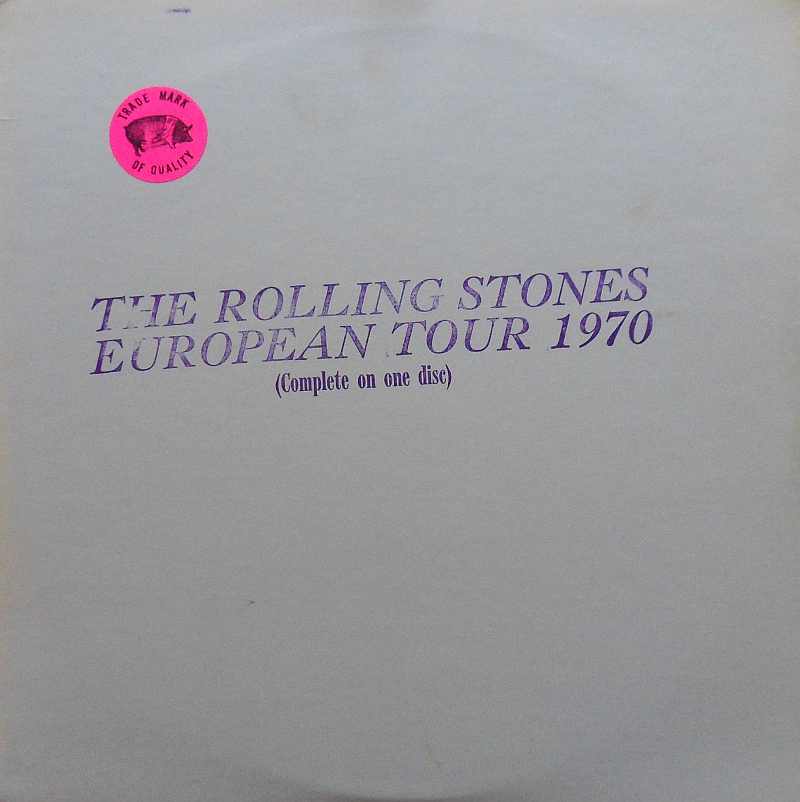 TRADE MARK
OF QUALITY
THE ROLLING STONES
EUROPEAN TOUR 1970
(Complete on one disc)